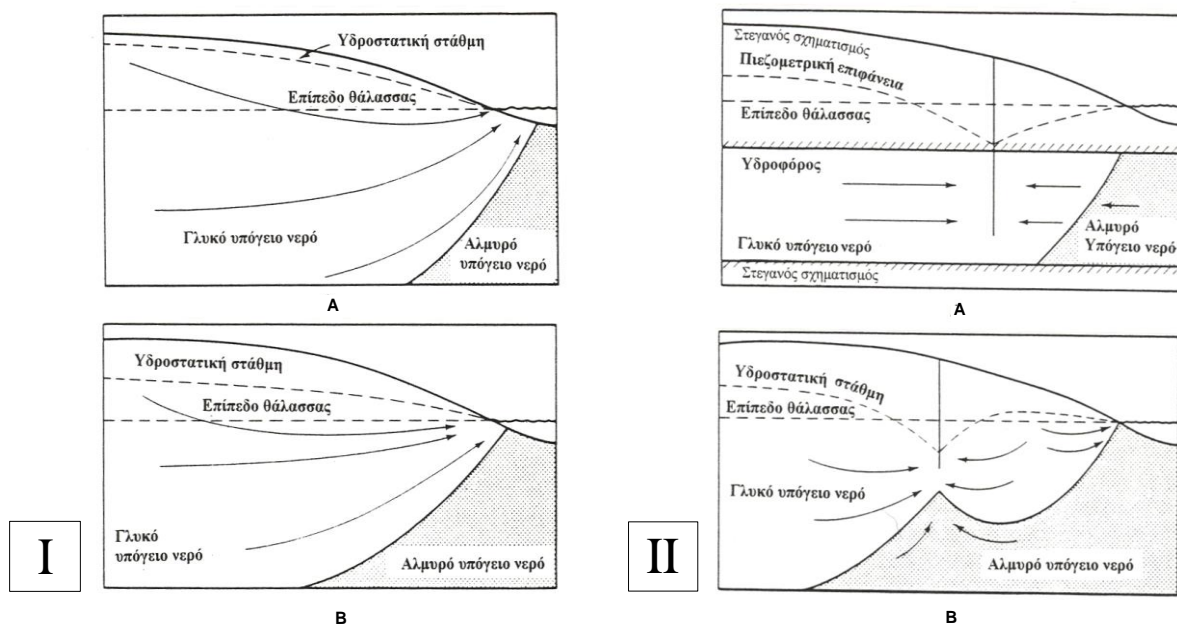 Υδροστατική στάθμη
Επίπεδο θάλασσας
Γλυκό υπόγειο νερό
Αλμυρό
υπόγειο νερό
A
Υδροστατική στάθμη
Επίπεδο θάλασσας
Γλυκό
υπόγειο νερό
Αλμυρό υπόγειο νερό
B
I
Στεγανός σχηματισμός
Πιεζομετρική επιφάνεια
Επίπεδο θάλασσας
Υδροφόρος
Γλυκό υπόγειο νερό
Αλμυρό
Υπόγειο νερό
Στεγανός σχηματισμός
A
Υδροστατική στάθμη
Επίπεδο θάλασσας
Γλυκό υπόγειο νερό
Αλμυρό υπόγειο νερό
B
II